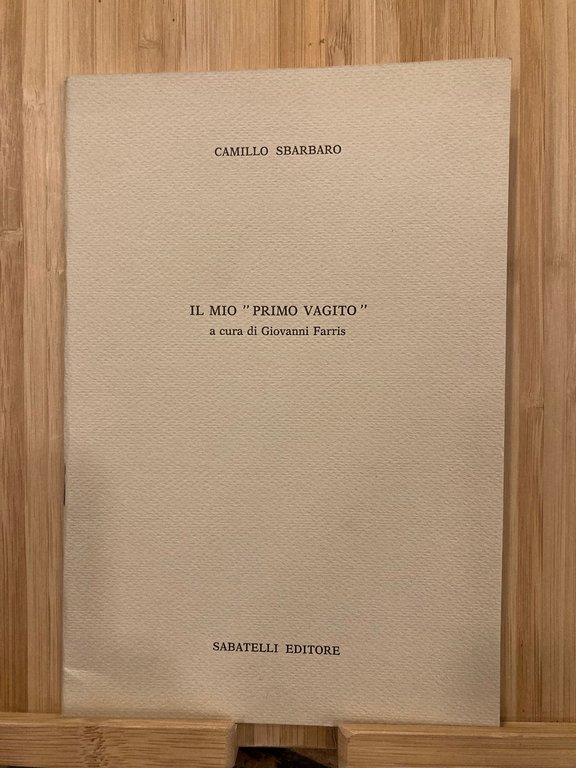 CAMILLO SBARBARO
IL MIO "PRIMO VAGITO"
a cura di Giovanni Farris
SABATELLI EDITORE